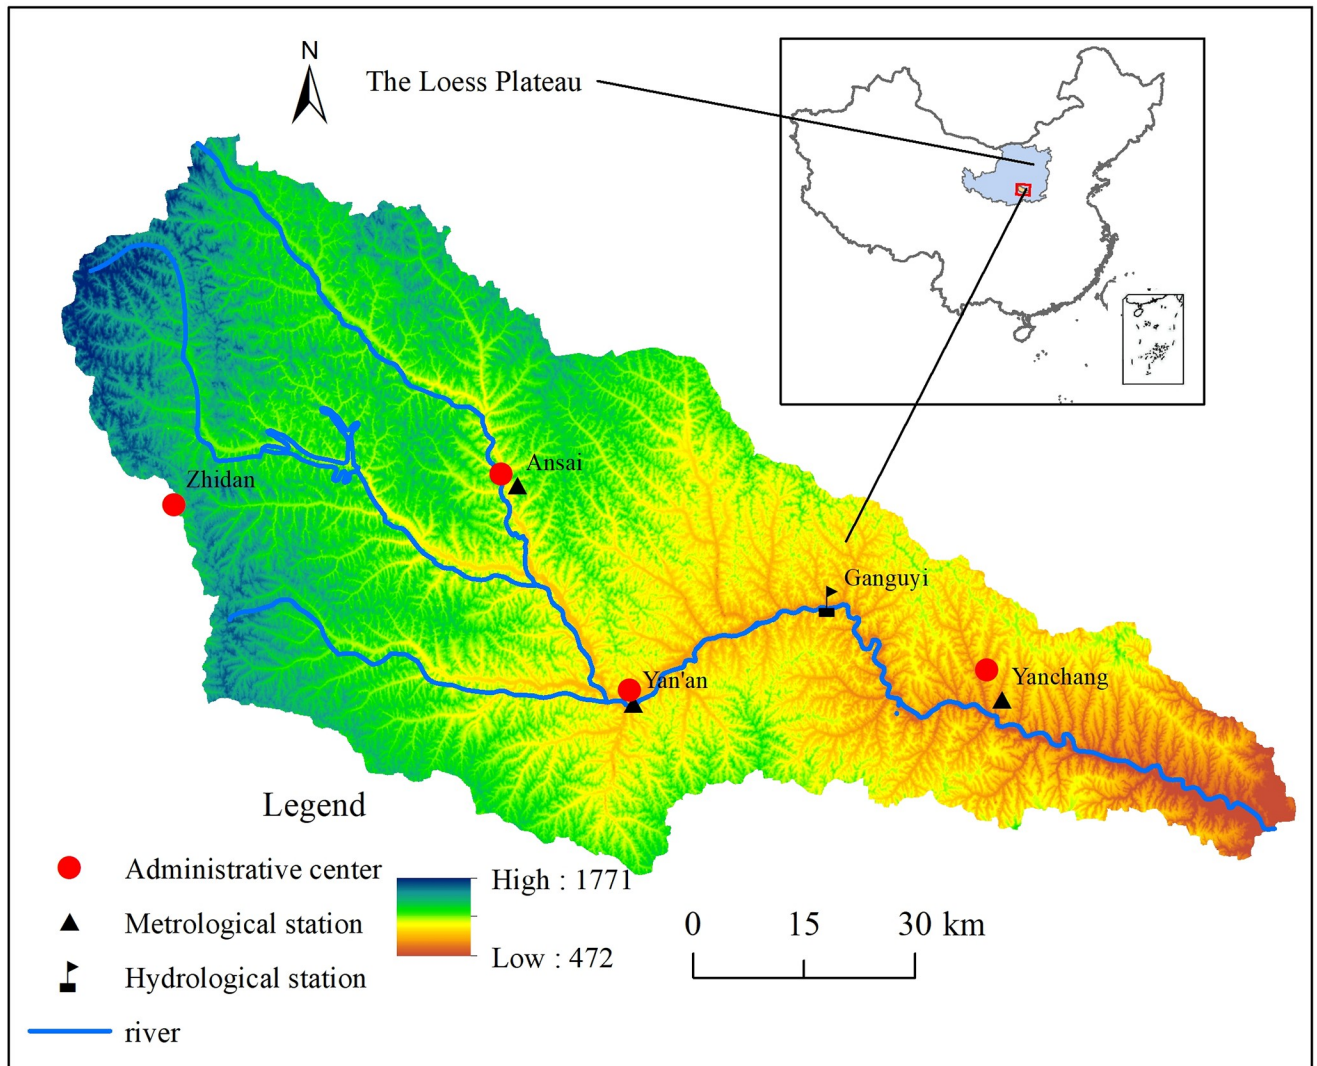 N
The Loess Plateau
Zhidan
Ansai
Ganguyi
Yan'an
Yanchang
Legend
Administrative center
Metrological station
Hydrological station
river
High : 1771
Low : 472
0 15 30 km